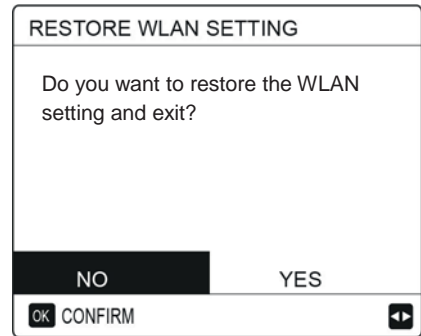 RESTORE WLAN SETTING
Do you want to restore the WLAN
setting and exit?
NO YES
OK CONFIRM